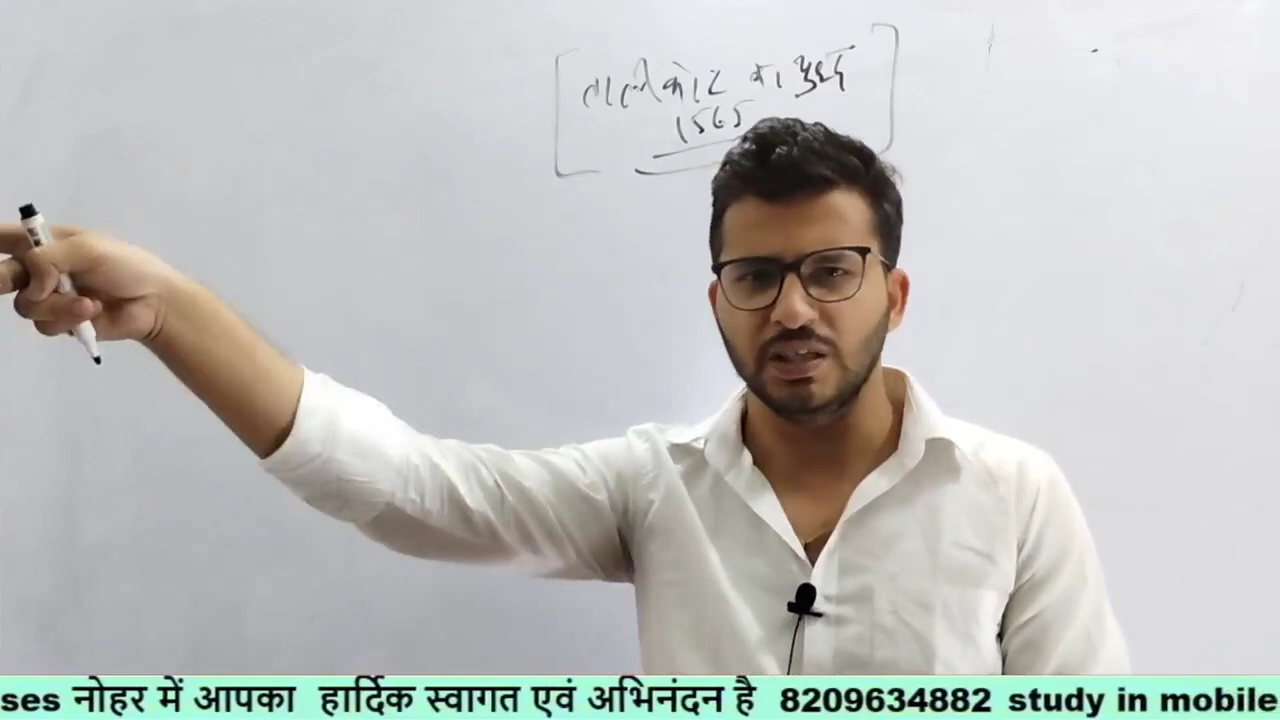 तालीकोट का युद्ध
1565
ses नोहर में आपका हार्दिक स्वागत एवं अभिनंदन है 8209634882 study in mobile